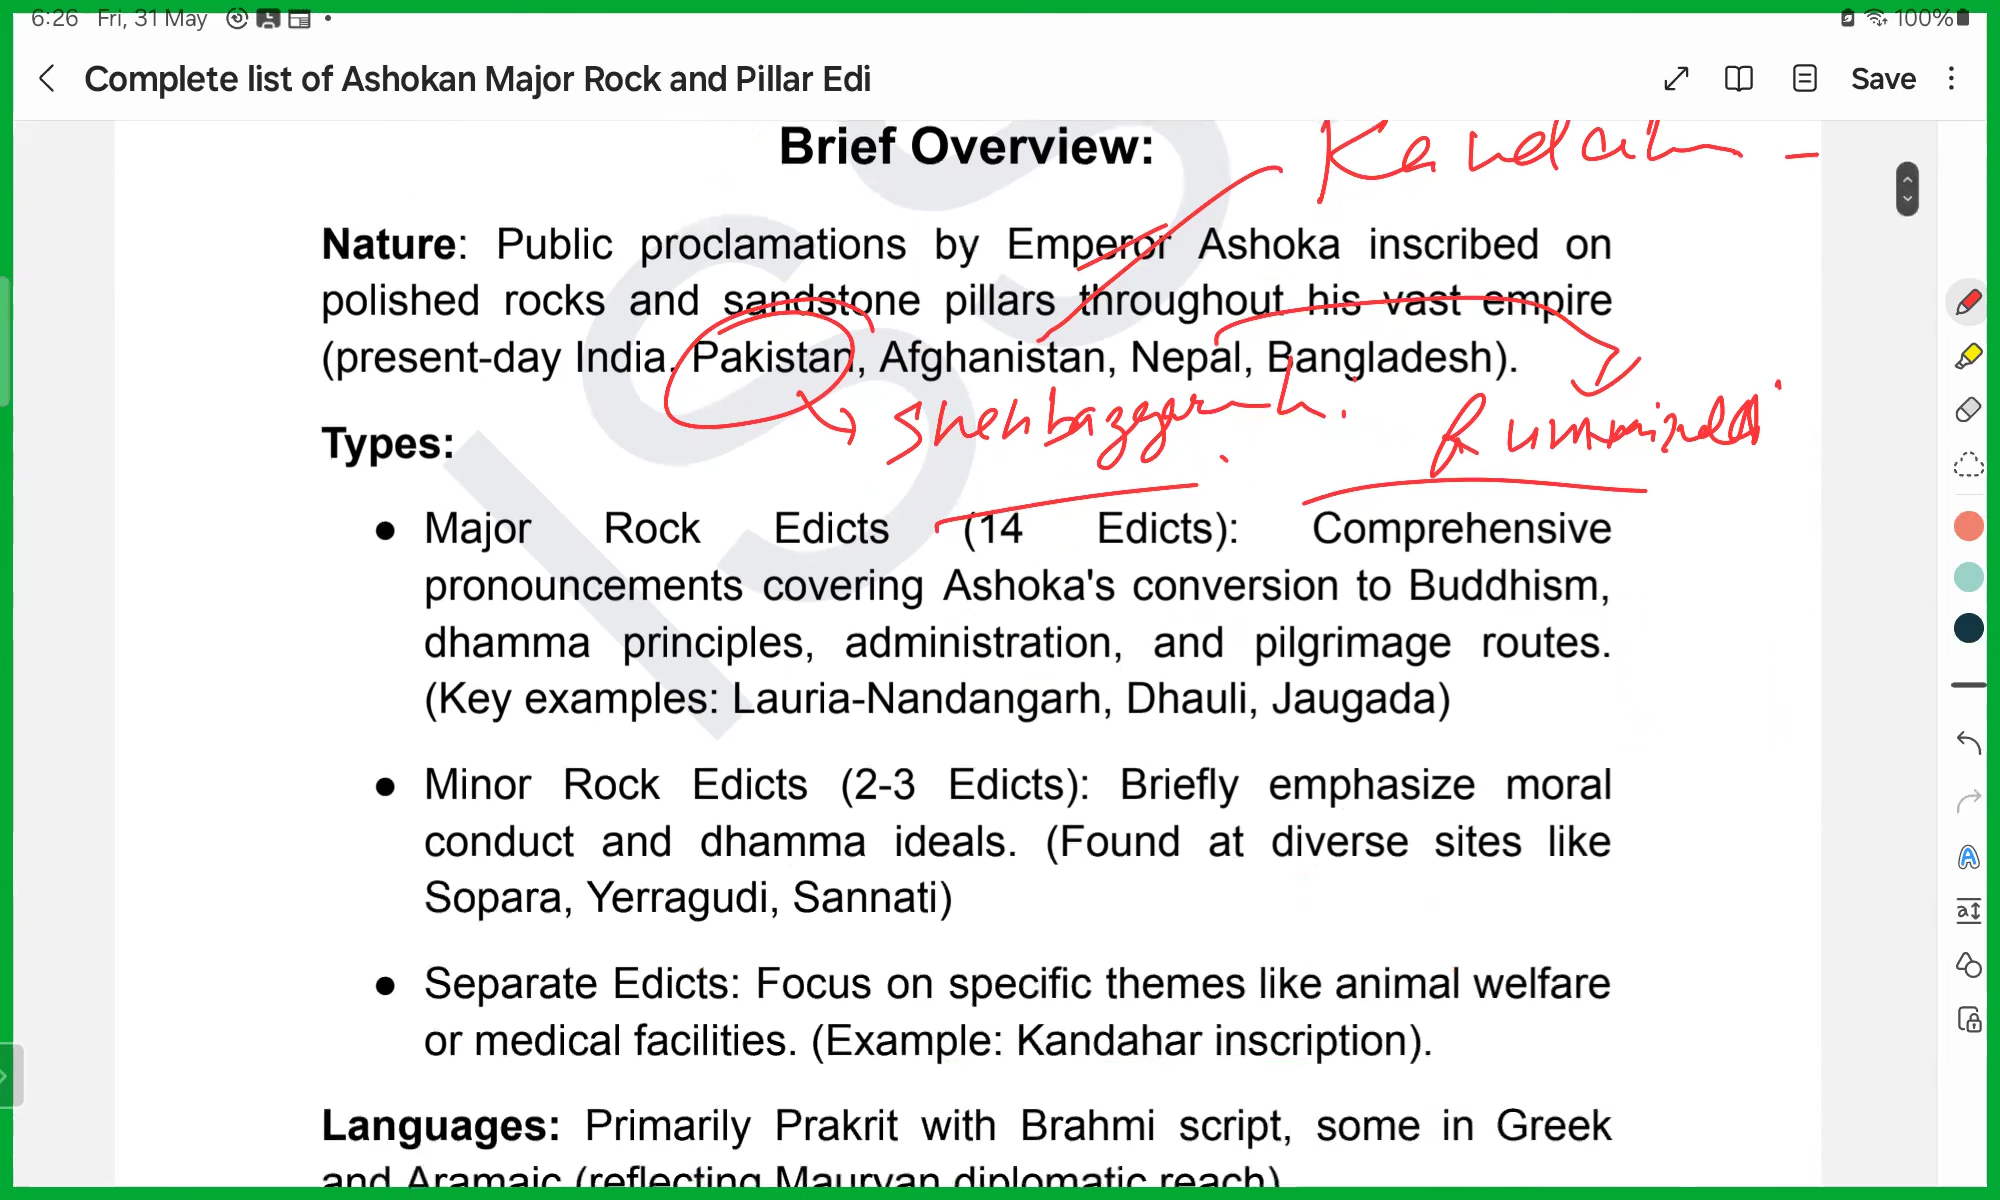 6:26 Fri, 31 May 100%
Complete list of Ashokan Major Rock and Pillar Edi Save
Brief Overview:
Nature: Public proclamations by Emperor Ashoka inscribed on
polished rocks and sandstone pillars throughout his vast empire
(present-day India, Pakistan, Afghanistan, Nepal, Bangladesh).
Types:
● Major Rock Edicts (14 Edicts): Comprehensive
pronouncements covering Ashoka's conversion to Buddhism,
dhamma principles, administration, and pilgrimage routes.
(Key examples: Lauria-Nandangarh, Dhauli, Jaugada)
● Minor Rock Edicts (2-3 Edicts): Briefly emphasize moral
conduct and dhamma ideals. (Found at diverse sites like
Sopara, Yerragudi, Sannati)
● Separate Edicts: Focus on specific themes like animal welfare
or medical facilities. (Example: Kandahar inscription).
Languages: Primarily Prakrit with Brahmi script, some in Greek
and Aramaic (reflecting Mauryan diplomatic reach).